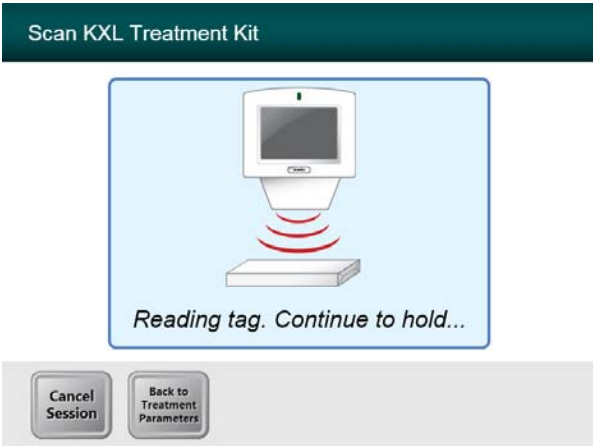 Scan KXL Treatment Kit
Reading tag. Continue to hold...
Cancel
Session
Back to
Treatment
Parameters